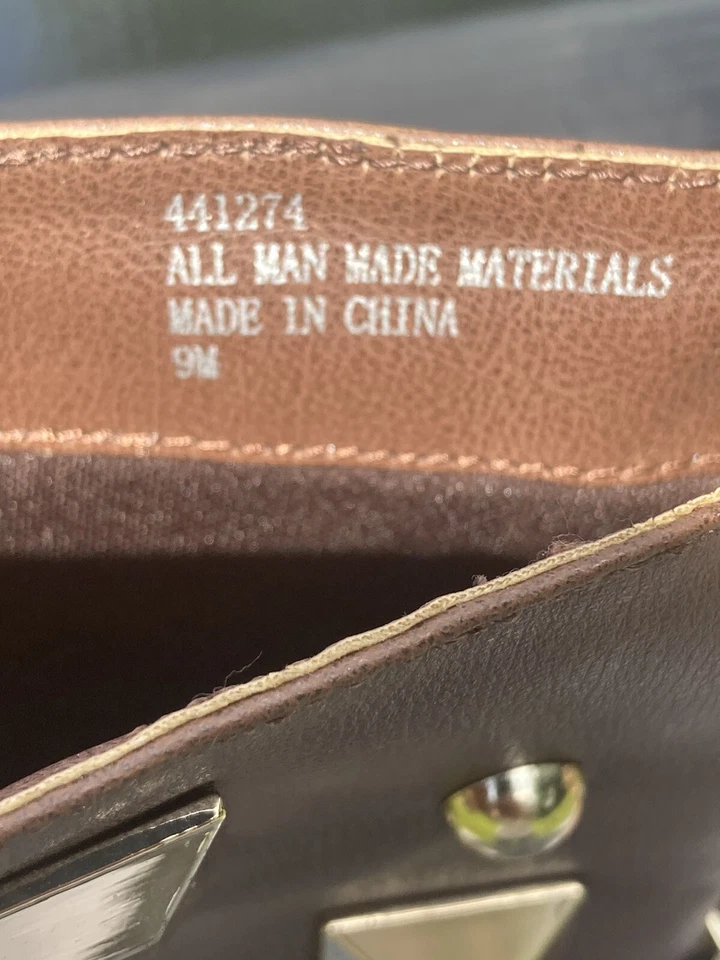 441274
ALL MAN MADE MATERIALS
MADE IN CHINA
9M